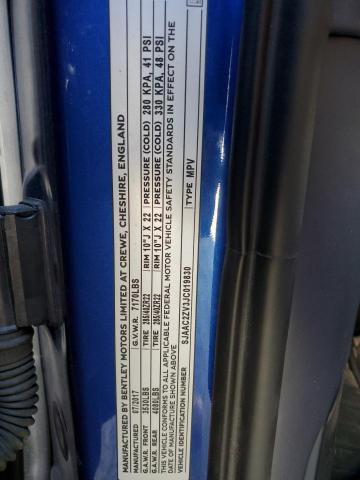 MANUFACTURED BY BENTLEY MOTORS LIMITED AT CREWE, CHESHIRE, ENGLAND
MANUFACTURED 07/2017 G.V.W.R. 7170LBS
G.A.W.R. FRONT 3530LBS TIRE 285/40ZR22 RIM 10"J X 22 PRESSURE (COLD) 280 KPA, 41 PSI
G.A.W.R. REAR 4080LBS TIRE 285/40ZR22 RIM 10"J X 22 PRESSURE (COLD) 330 KPA, 48 PSI
THIS VEHICLE CONFORMS TO ALL APPLICABLE FEDERAL MOTOR VEHICLE SAFETY STANDARDS IN EFFECT ON THE
DATE OF MANUFACTURE SHOWN ABOVE
VEHICLE IDENTIFICATION NUMBER SJAAC2ZV3JC019830 TYPE MPV